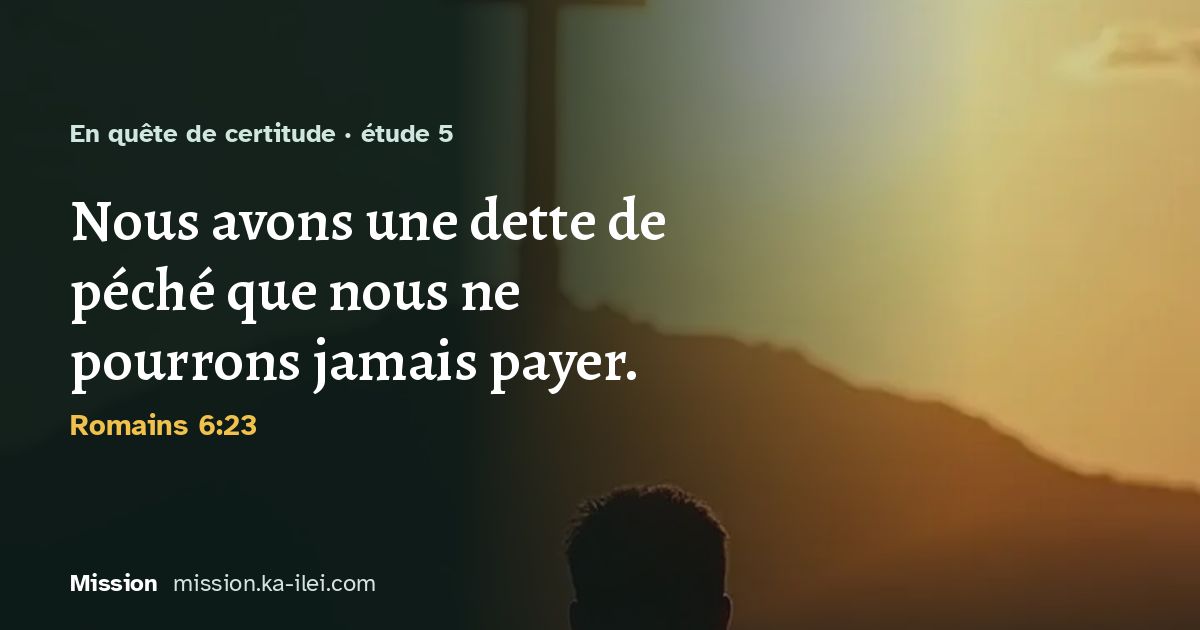 En quête de certitude · étude 5
Nous avons une dette de
péché que nous ne
pourrons jamais payer.
Romains 6:23
Mission mission.ka-ilei.com